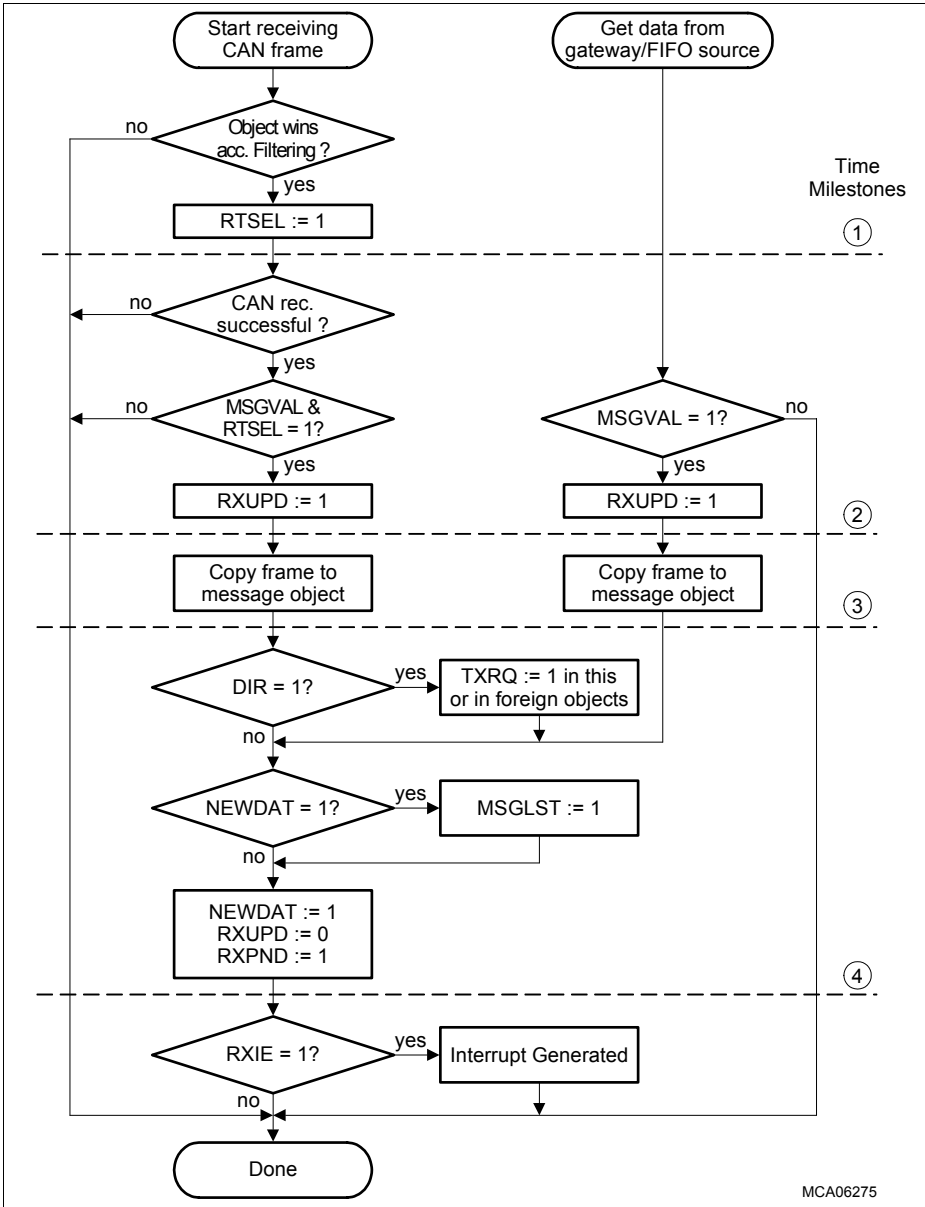 Start receiving
CAN frame
Get data from
gateway/FIFO source
no
Object wins
acc. Filtering ?
yes
Time
Milestones
RTSEL := 1
1
no
CAN rec.
successful ?
yes
no
MSGVAL &
RTSEL = 1?
MSGVAL = 1?
no
yes
yes
RXUPD := 1
RXUPD := 1
2
Copy frame to
message object
Copy frame to
message object
3
DIR = 1?
yes
TXRQ := 1 in this
or in foreign objects
no
NEWDAT = 1?
yes
MSGLST := 1
no
NEWDAT := 1
RXUPD := 0
RXPND := 1
4
RXIE = 1?
yes
Interrupt Generated
no
Done
MCA06275